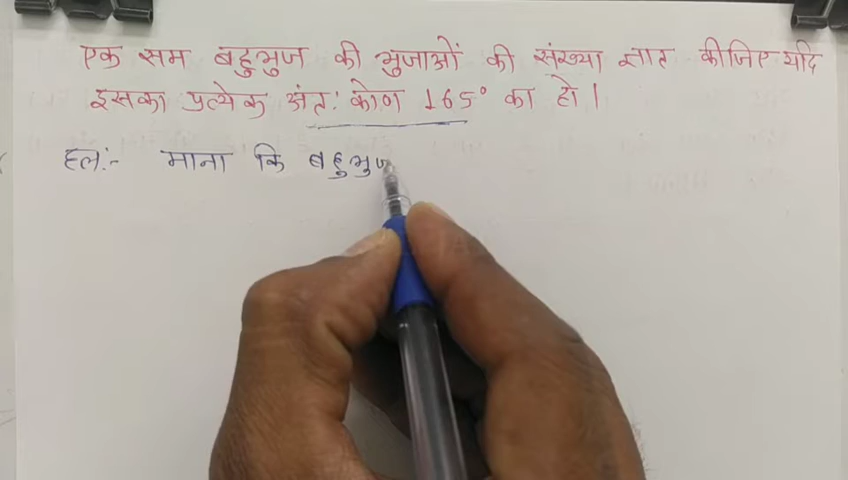 एक सम बहुभुज की भुजाओं की संख्या ज्ञात कीजिए यदि
इसका प्रत्येक अंतः कोण 165° का हो।
हलः- माना कि बहुभुज